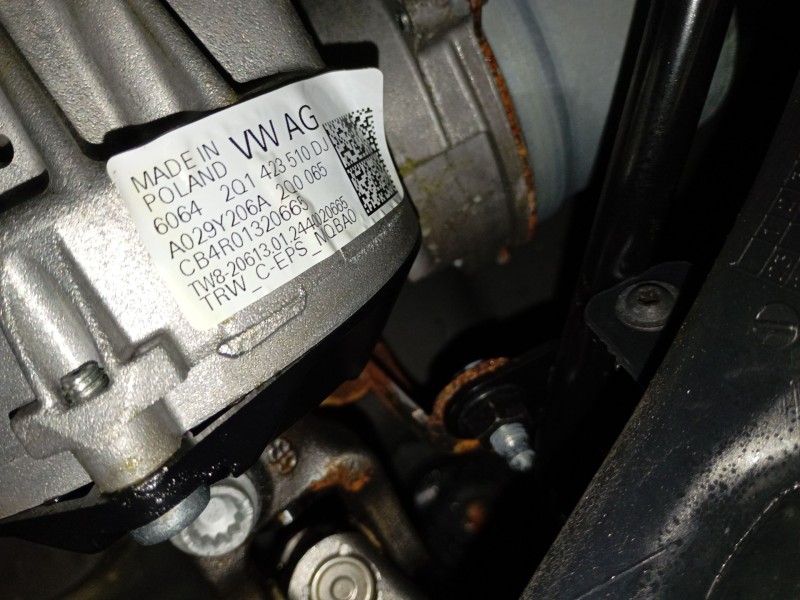 MADE IN
POLAND VW AG
6064 2Q1 423 510 DJ
A029Y206A 2Q0 065
CB4R01320665
TW8-20613.01.244020665
TRW_C-EPS_NQBA0